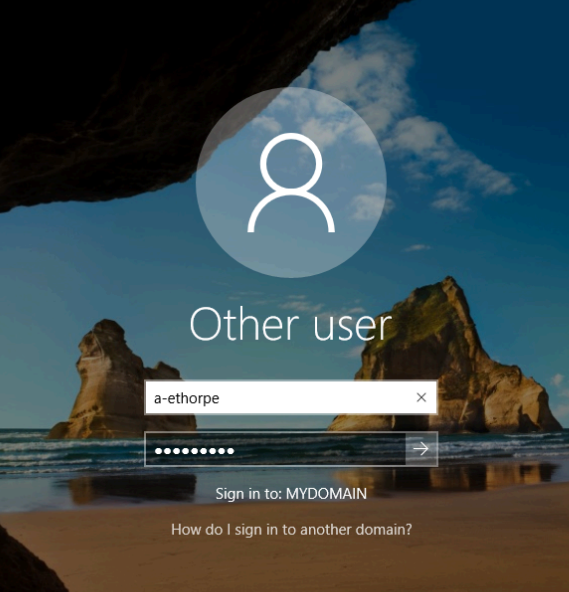 Other user
a-ethorpe
•••••••••
Sign in to: MYDOMAIN
How do I sign in to another domain?